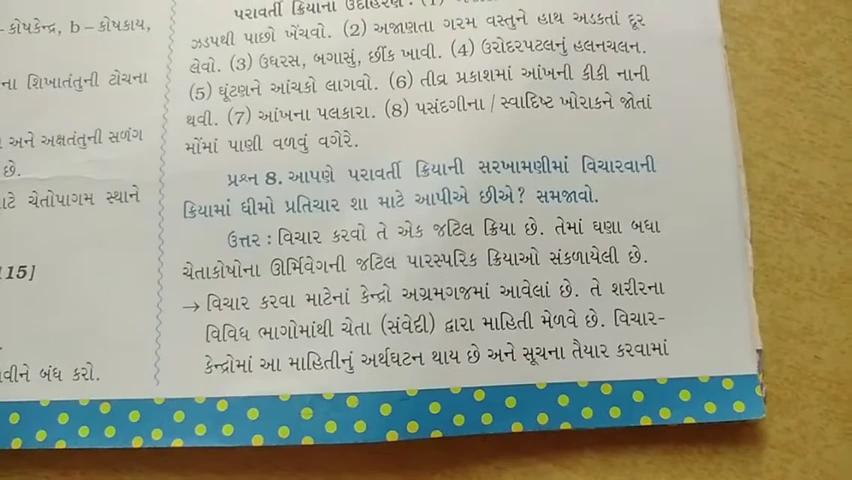 -કોષકેન્દ્ર, b – કોષકાય,
ના શિખાતંતુની ટોચના
અને અક્ષતંતુની સળંગ
છે.
માટે ચેતોપાગમ સ્થાને
115]
વીને બંધ કરો.
પરાવર્તી ક્રિયાના ઉદાહરણ : (1)
ઝડપથી પાછો ખેંચવો. (2) અજાણતા ગરમ વસ્તુને હાથ અડકતાં દૂર
લેવો. (3) ઉધરસ, બગાસું, છીંક ખાવી. (4) ઉરોદરપટલનું હલનચલન.
(5) ઘૂંટણને આંચકો લાગવો. (6) તીવ્ર પ્રકાશમાં આંખની કીકી નાની
થવી. (7) આંખના પલકારા. (8) પસંદગીના / સ્વાદિષ્ટ ખોરાકને જોતાં
મોંમાં પાણી વળવું વગેરે.
પ્રશ્ન 8. આપણે પરાવર્તી ક્રિયાની સરખામણીમાં વિચારવાની
ક્રિયામાં ધીમો પ્રતિચાર શા માટે આપીએ છીએ? સમજાવો.
ઉત્તર : વિચાર કરવો તે એક જટિલ ક્રિયા છે. તેમાં ઘણા બધા
ચેતાકોષોના ઊર્મિવેગની જટિલ પારસ્પરિક ક્રિયાઓ સંકળાયેલી છે.
→ વિચાર કરવા માટેનાં કેન્દ્રો અગ્રમગજમાં આવેલાં છે. તે શરીરના
વિવિધ ભાગોમાંથી ચેતા (સંવેદી) દ્વારા માહિતી મેળવે છે. વિચાર-
કેન્દ્રોમાં આ માહિતીનું અર્થઘટન થાય છે અને સૂચના તૈયાર કરવામાં